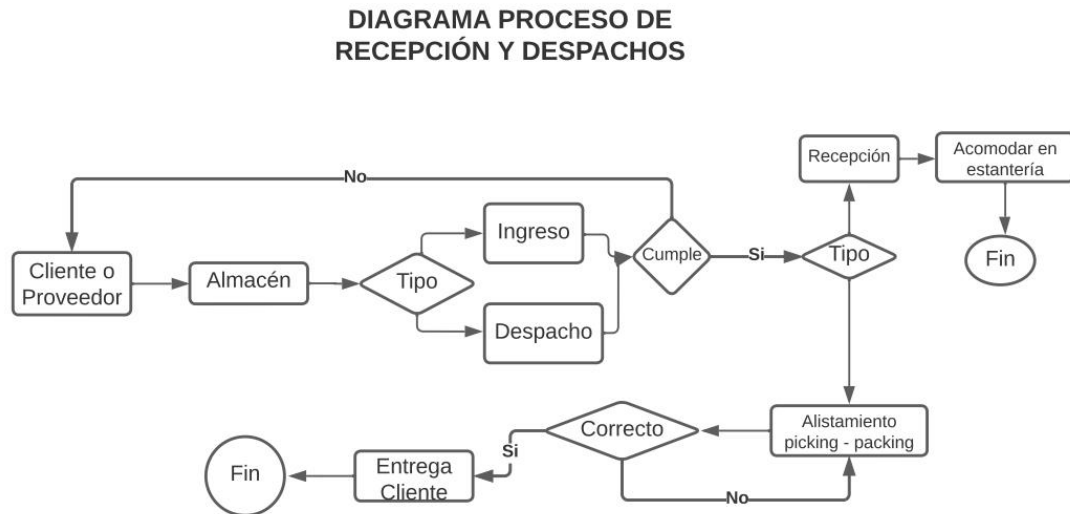 DIAGRAMA PROCESO DE
RECEPCIÓN Y DESPACHOS
No
Cliente o
Proveedor
Almacén
Tipo
Ingreso
Despacho
Cumple
Si
Tipo
Recepción
Acomodar en
estantería
Fin
Alistamiento
picking - packing
Correcto
No
Si
Entrega
Cliente
Fin